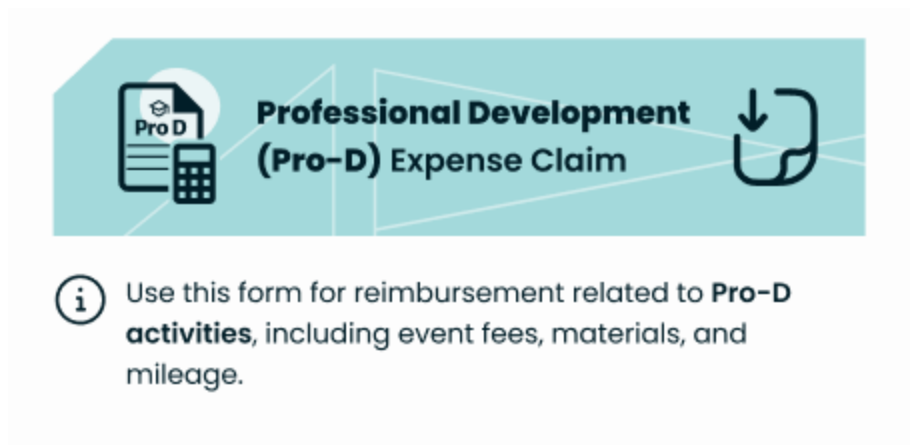 Pro D
Professional Development
(Pro-D) Expense Claim
Use this form for reimbursement related to Pro-D
activities, including event fees, materials, and
mileage.